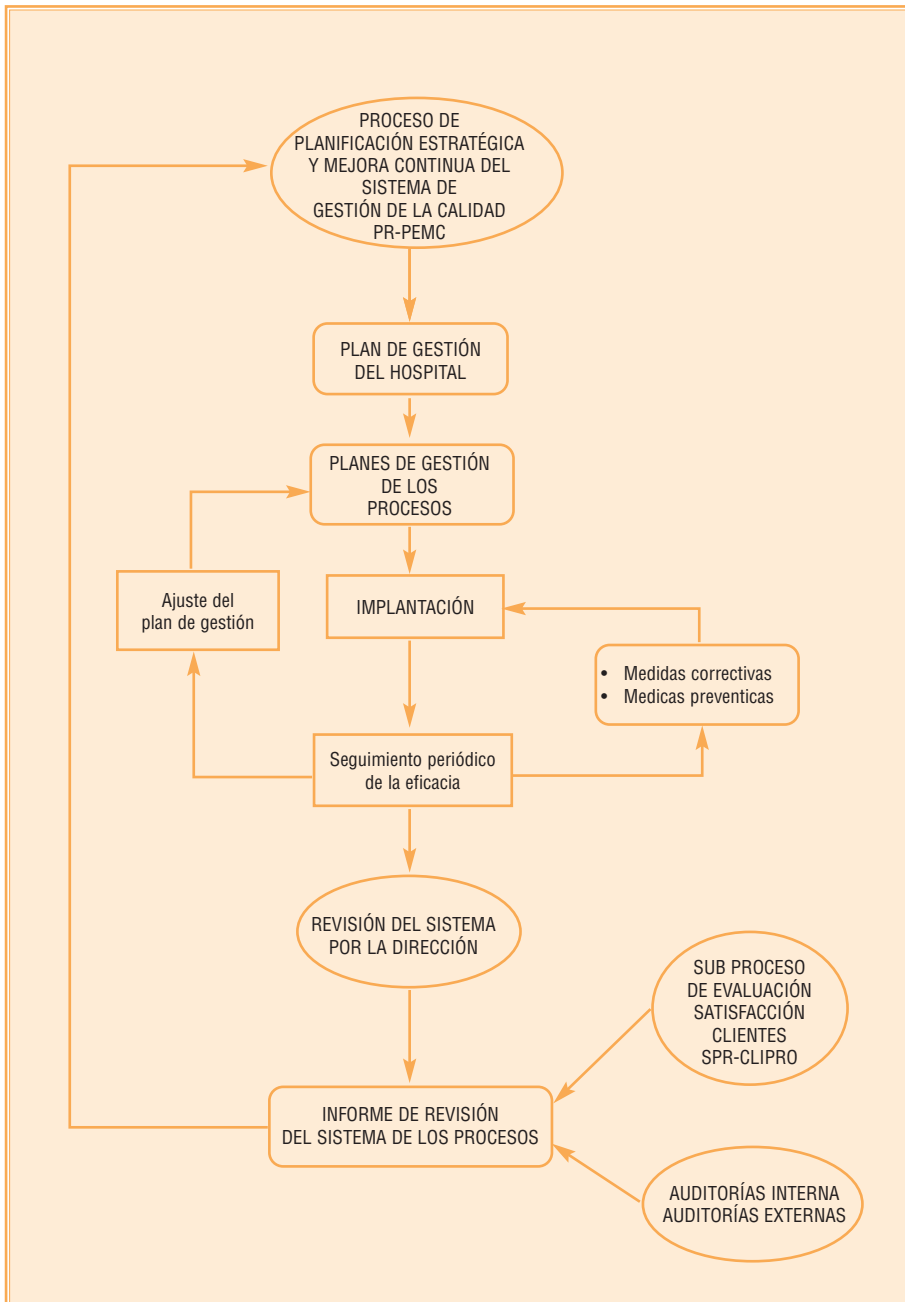 PROCESO DE
PLANIFICACIÓN ESTRATÉGICA
Y MEJORA CONTINUA DEL
SISTEMA DE
GESTIÓN DE LA CALIDAD
PR-PEMC
PLAN DE GESTIÓN
DEL HOSPITAL
PLANES DE GESTIÓN
DE LOS
PROCESOS
Ajuste del
plan de gestión
IMPLANTACIÓN
• Medidas correctivas
• Medicas preventicas
Seguimiento periódico
de la eficacia
REVISIÓN DEL SISTEMA
POR LA DIRECCIÓN
SUB PROCESO
DE EVALUACIÓN
SATISFACCIÓN
CLIENTES
SPR-CLIPRO
INFORME DE REVISIÓN
DEL SISTEMA DE LOS PROCESOS
AUDITORÍAS INTERNA
AUDITORÍAS EXTERNAS